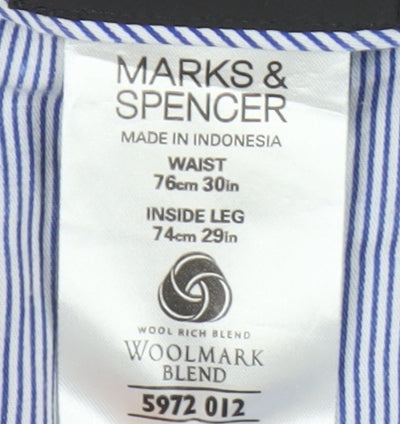 MARKS &
SPENCER
MADE IN INDONESIA
WAIST
76cm 30in
INSIDE LEG
74cm 29in
WOOL RICH BLEND
WOOLMARK
BLEND
5972 012